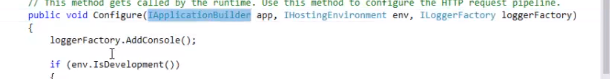 // This method gets called by the runtime. Use this method to configure the HTTP request pipeline.
public void Configure(IApplicationBuilder app, IHostingEnvironment env, ILoggerFactory loggerFactory)
{
loggerFactory.AddConsole();
if (env.IsDevelopment())
{